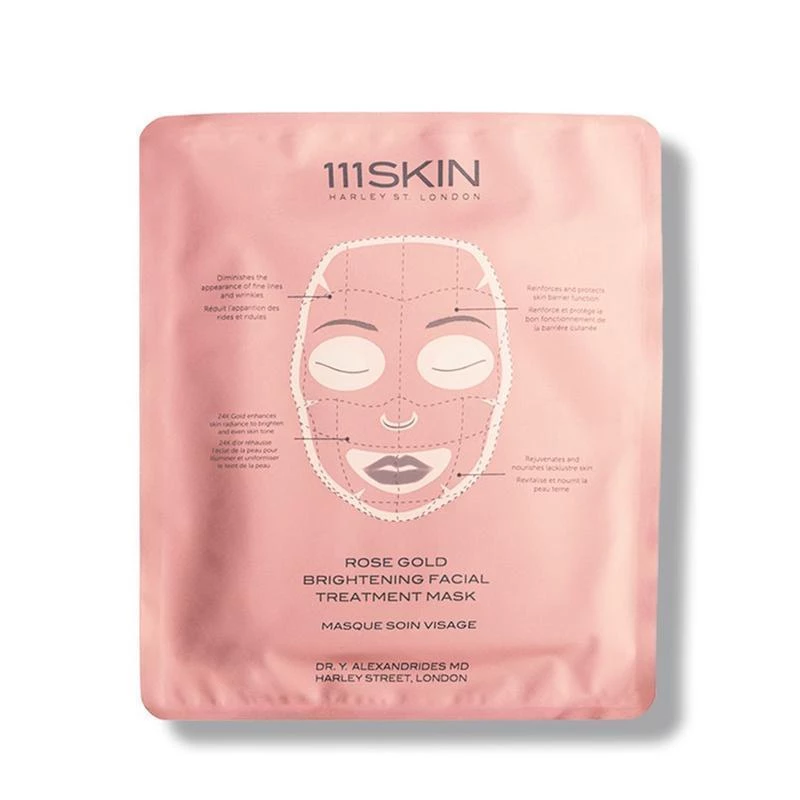 111SKIN
HARLEY ST. LONDON
Diminishes the
appearance of fine lines
and wrinkles
Réduit l'apparition des
rides et ridules
Reinforces and protects
skin barrier function
Renforce et protège le
bon fonctionnement de
la barrière cutanée
24K Gold enhances
skin radiance to brighten
and even skin tone
24K d'or réhausse
l'éclat de la peau pour
illuminer et uniformiser
le teint de la peau
Rejuvenates and
nourishes lacklustre skin
Revitalise et nourrit la
peau terne
ROSE GOLD
BRIGHTENING FACIAL
TREATMENT MASK
MASQUE SOIN VISAGE
DR. Y. ALEXANDRIDES MD
HARLEY STREET, LONDON